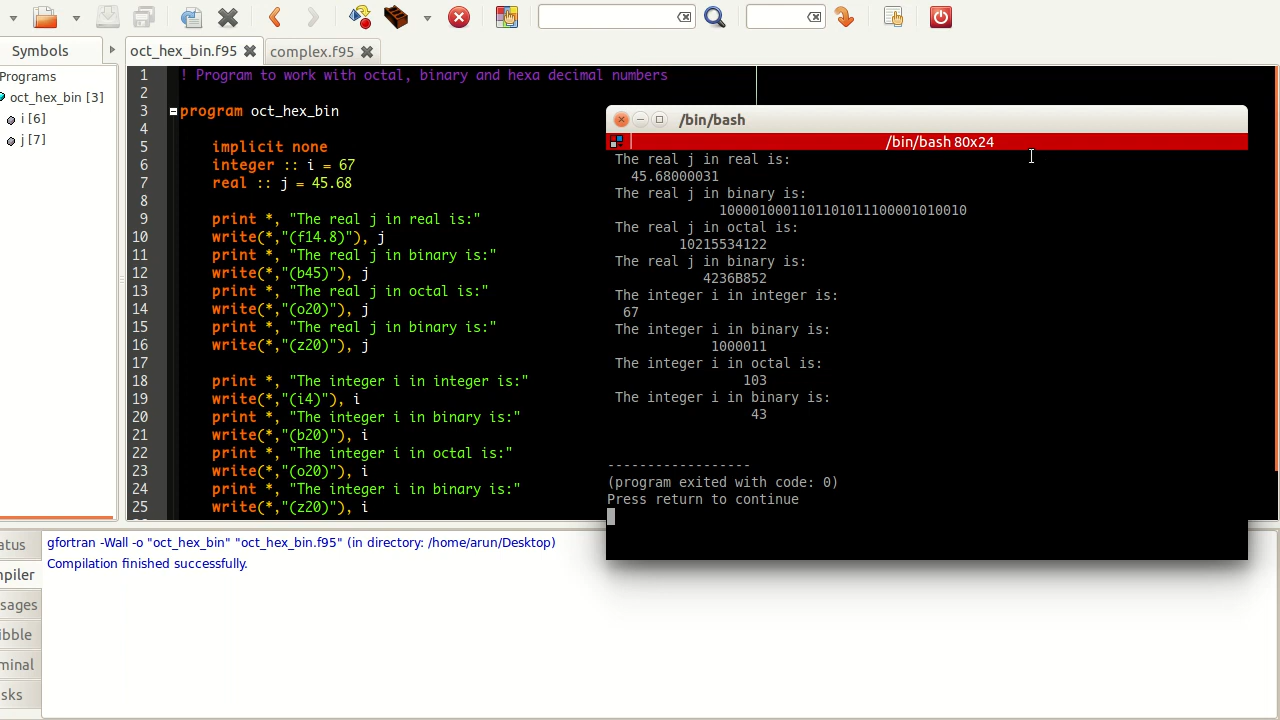 Symbols
Programs
oct_hex_bin [3]
i [6]
j [7]
oct_hex_bin.f95
complex.f95
1 ! Program to work with octal, binary and hexa decimal numbers
2
3 program oct_hex_bin
4
5 implicit none
6 integer :: i = 67
7 real :: j = 45.68
8
9 print *, "The real j in real is:"
10 write(*,"(f14.8)"), j
11 print *, "The real j in binary is:"
12 write(*,"(b45)"), j
13 print *, "The real j in octal is:"
14 write(*,"(o20)"), j
15 print *, "The real j in binary is:"
16 write(*,"(z20)"), j
17
18 print *, "The integer i in integer is:"
19 write(*,"(i4)"), i
20 print *, "The integer i in binary is:"
21 write(*,"(b20)"), i
22 print *, "The integer i in octal is:"
23 write(*,"(o20)"), i
24 print *, "The integer i in binary is:"
25 write(*,"(z20)"), i
/bin/bash
/bin/bash 80x24
The real j in real is:
45.68000031
The real j in binary is:
1000010001101101011100001010010
The real j in octal is:
10215534122
The real j in binary is:
4236B852
The integer i in integer is:
67
The integer i in binary is:
1000011
The integer i in octal is:
103
The integer i in binary is:
43
------------------
(program exited with code: 0)
Press return to continue
atus
mpiler
sages
ibble
minal
sks
gfortran -Wall -o "oct_hex_bin" "oct_hex_bin.f95" (in directory: /home/arun/Desktop)
Compilation finished successfully.